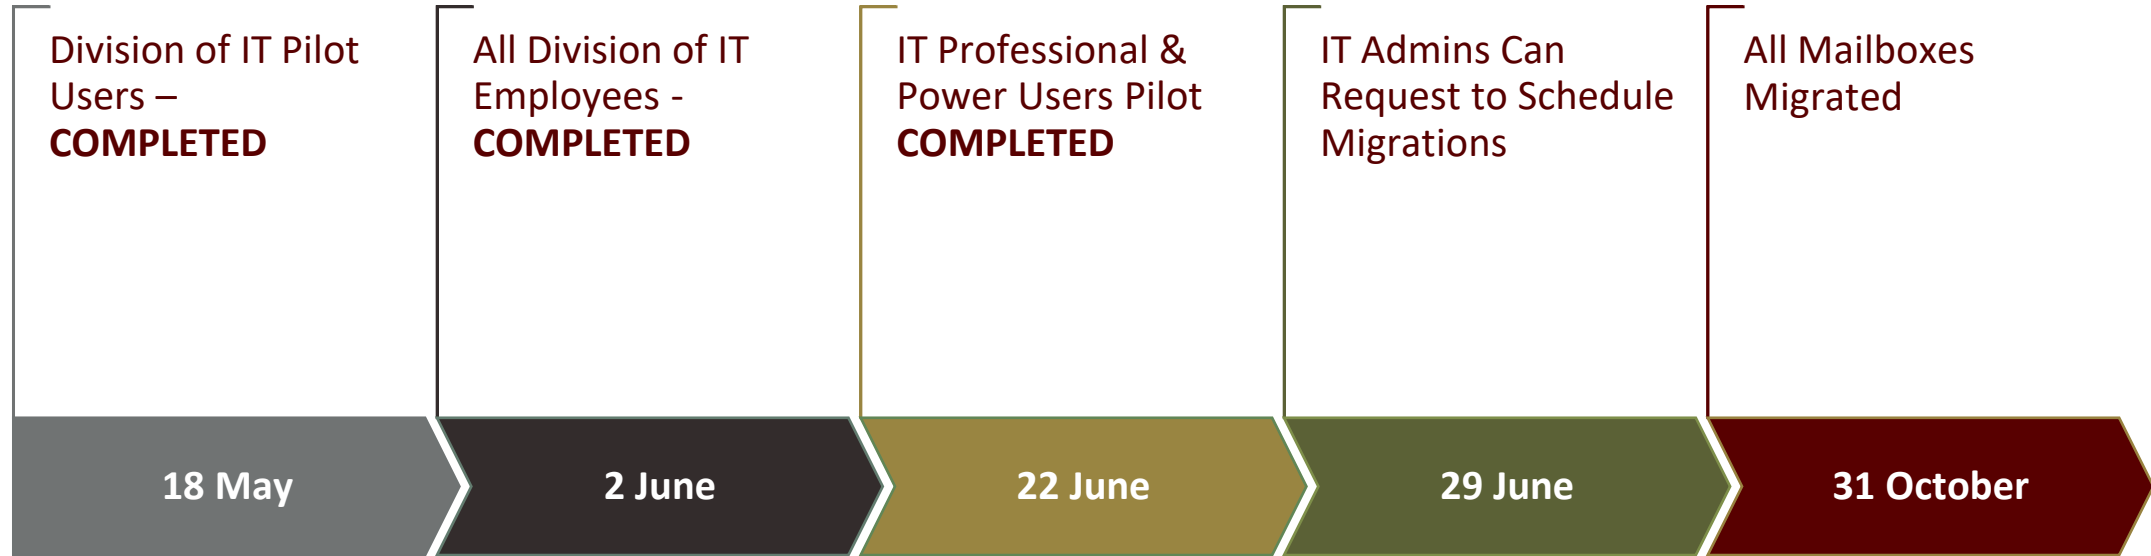 Division of IT Pilot
Users –
COMPLETED
All Division of IT
Employees -
COMPLETED
IT Professional &
Power Users Pilot
COMPLETED
IT Admins Can
Request to Schedule
Migrations
All Mailboxes
Migrated
18 May
2 June
22 June
29 June
31 October